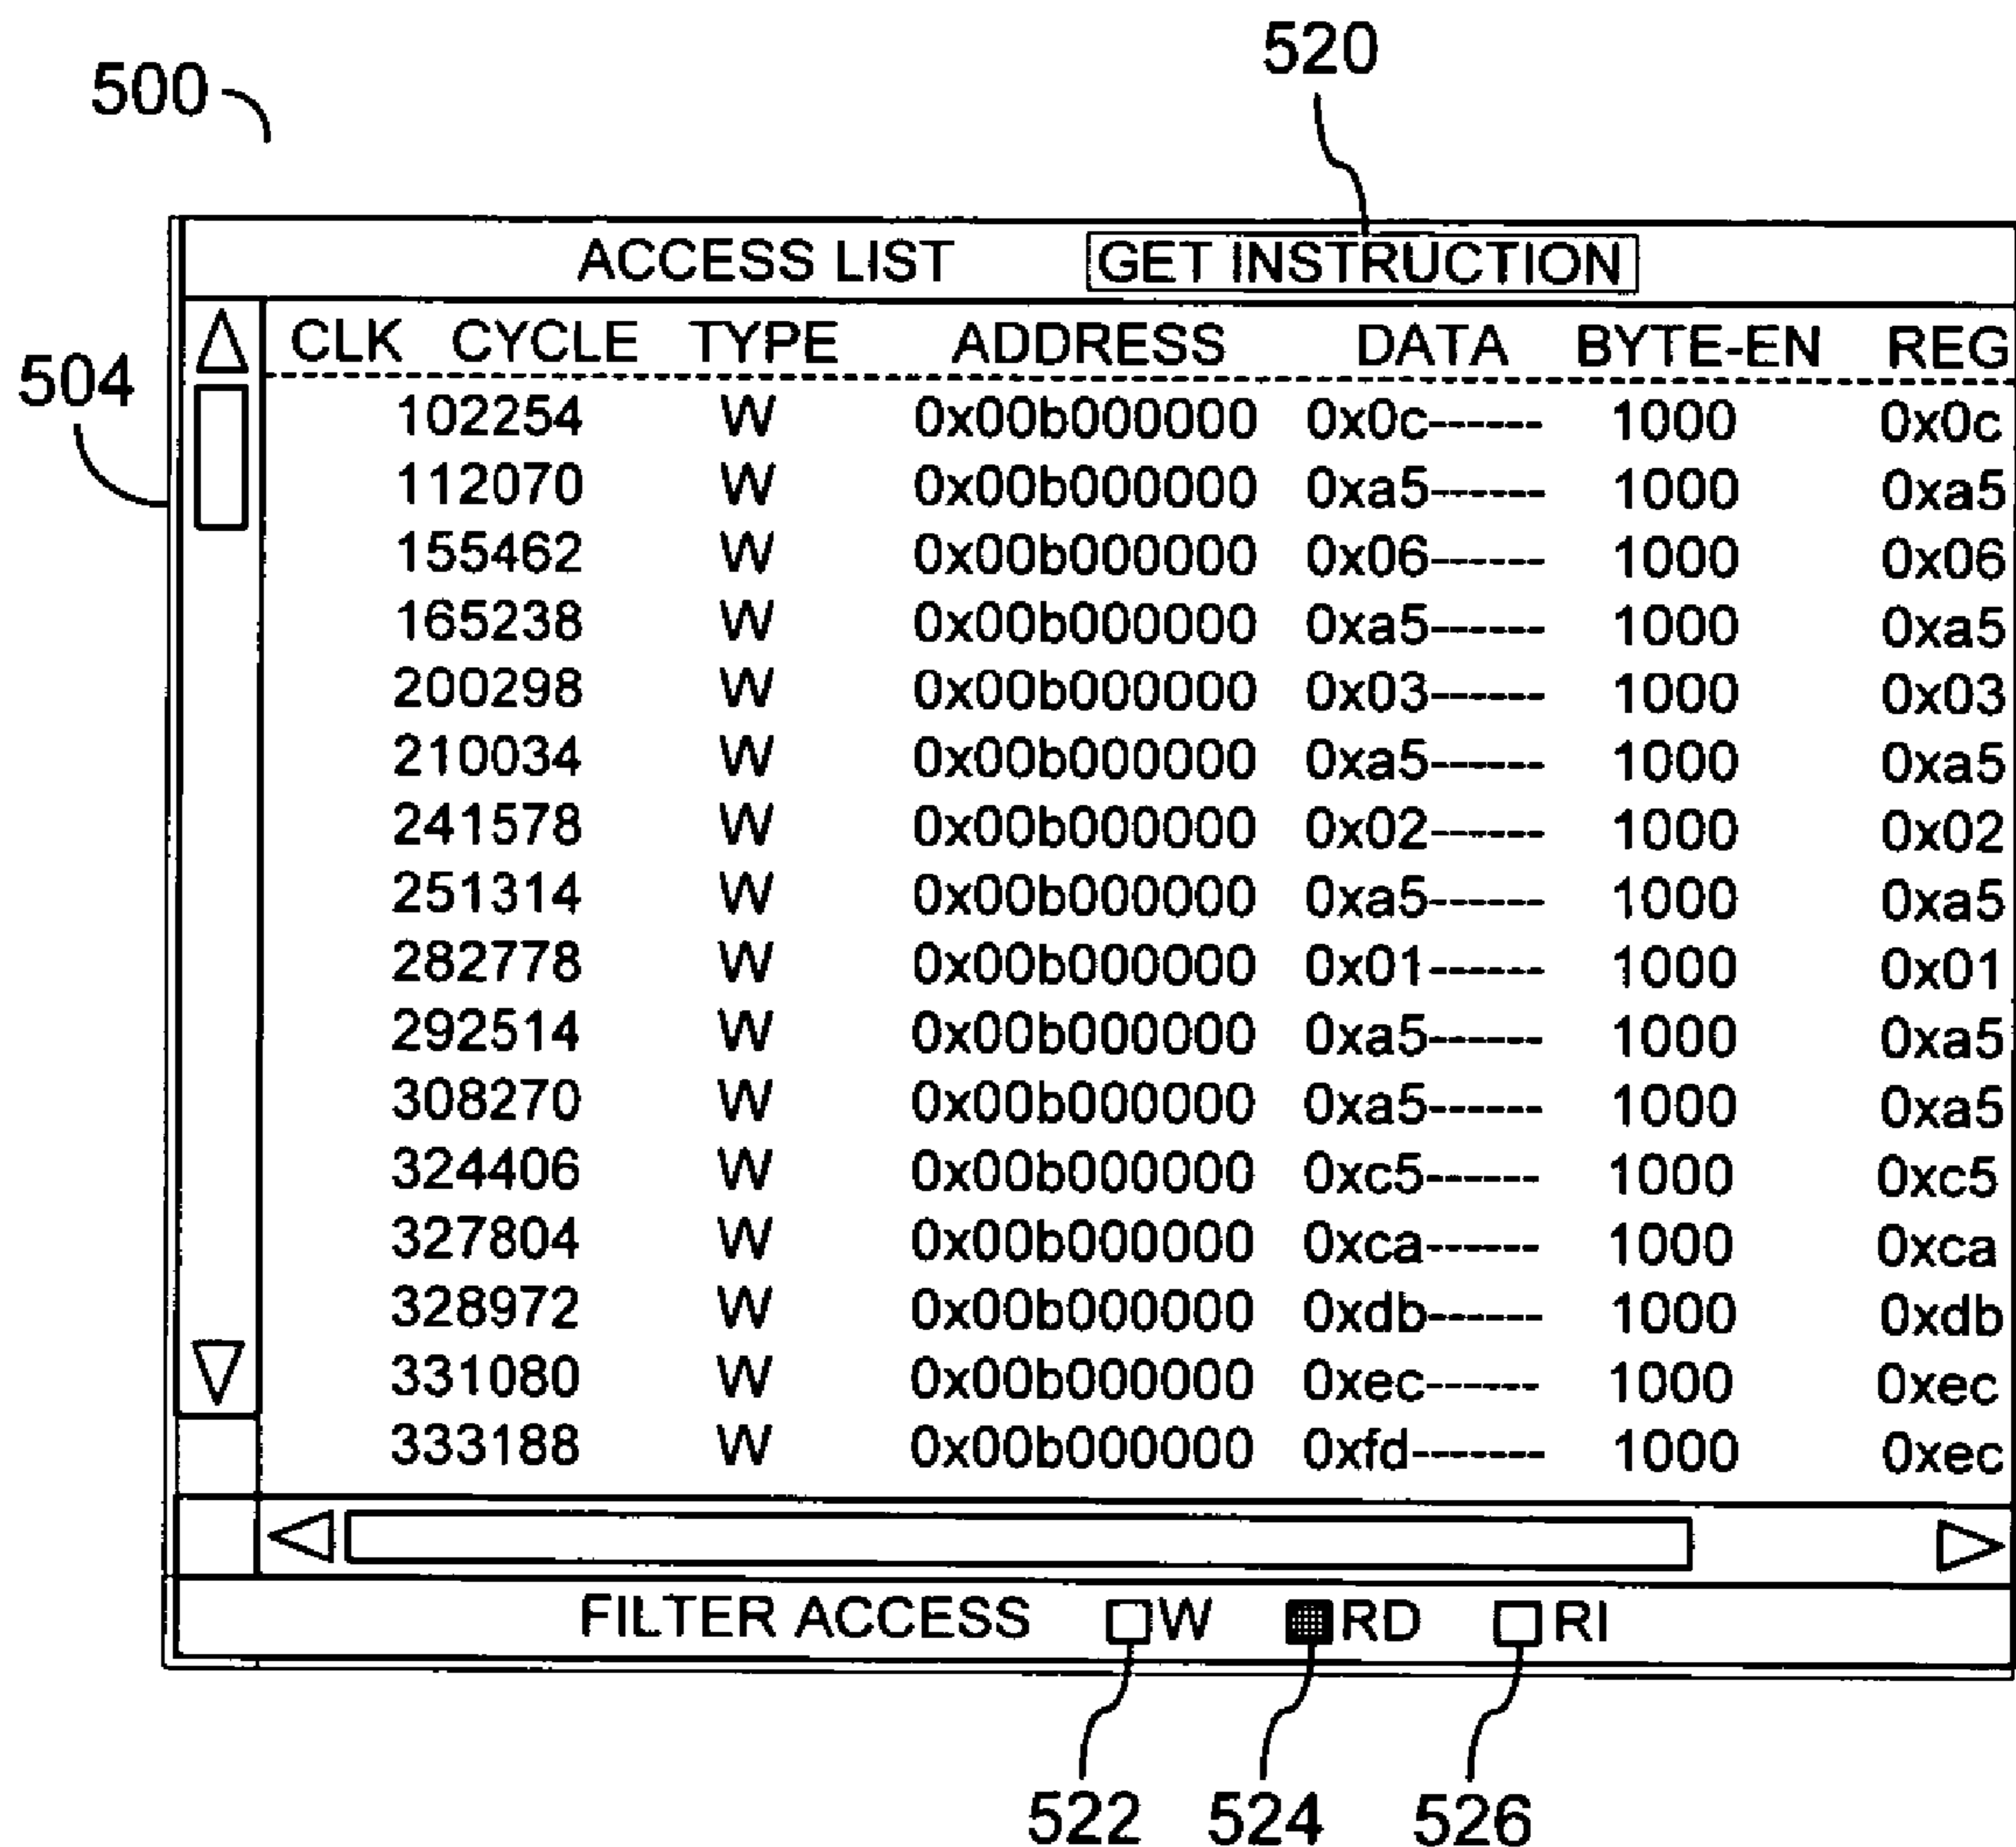 520
500
ACCESS LIST GET INSTRUCTION
CLK CYCLE TYPE ADDRESS DATA BYTE-EN REG
504
102254 W 0x00b000000 0x0c------ 1000 0x0c
112070 W 0x00b000000 0xa5------ 1000 0xa5
155462 W 0x00b000000 0x06------ 1000 0x06
165238 W 0x00b000000 0xa5------ 1000 0xa5
200298 W 0x00b000000 0x03------ 1000 0x03
210034 W 0x00b000000 0xa5------ 1000 0xa5
241578 W 0x00b000000 0x02------ 1000 0x02
251314 W 0x00b000000 0xa5------ 1000 0xa5
282778 W 0x00b000000 0x01------ 1000 0x01
292514 W 0x00b000000 0xa5------ 1000 0xa5
308270 W 0x00b000000 0xa5------ 1000 0xa5
324406 W 0x00b000000 0xc5------ 1000 0xc5
327804 W 0x00b000000 0xca------ 1000 0xca
328972 W 0x00b000000 0xdb------ 1000 0xdb
331080 W 0x00b000000 0xec------ 1000 0xec
333188 W 0x00b000000 0xfd------- 1000 0xec
FILTER ACCESS W RD RI
522 524 526